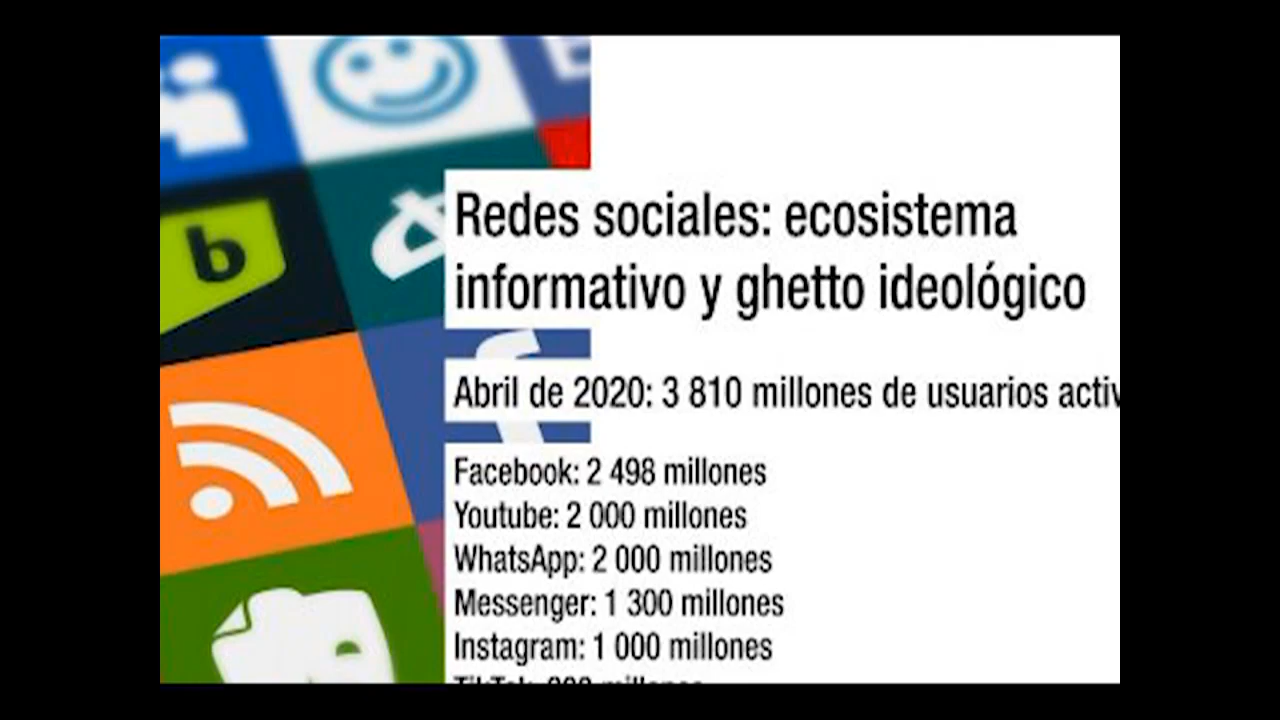 Redes sociales: ecosistema
informativo y ghetto ideológico
Abril de 2020: 3 810 millones de usuarios
Facebook: 2 498 millones
Youtube: 2 000 millones
WhatsApp: 2 000 millones
Messenger: 1 300 millones
Instagram: 1 000 millones
b
f